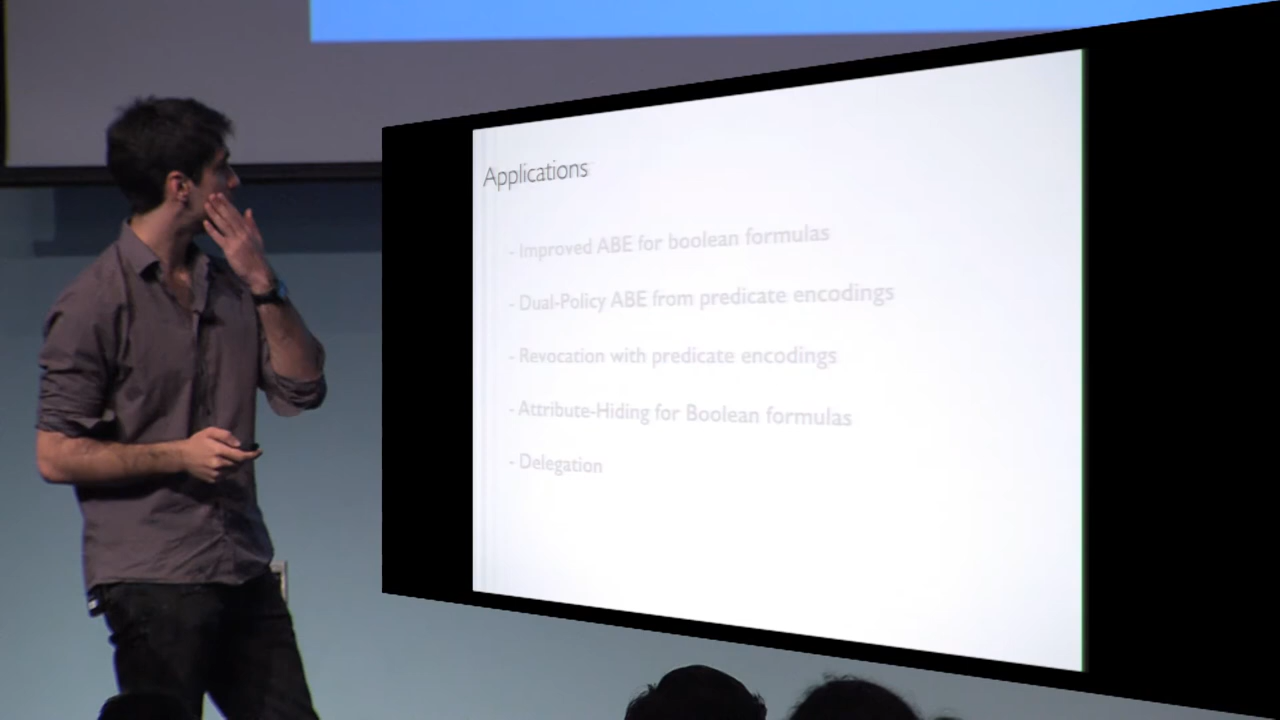 Applications
- Improved ABE for boolean formulas
- Dual-Policy ABE from predicate encodings
- Revocation with predicate encodings
- Attribute-Hiding for Boolean formulas
- Delegation